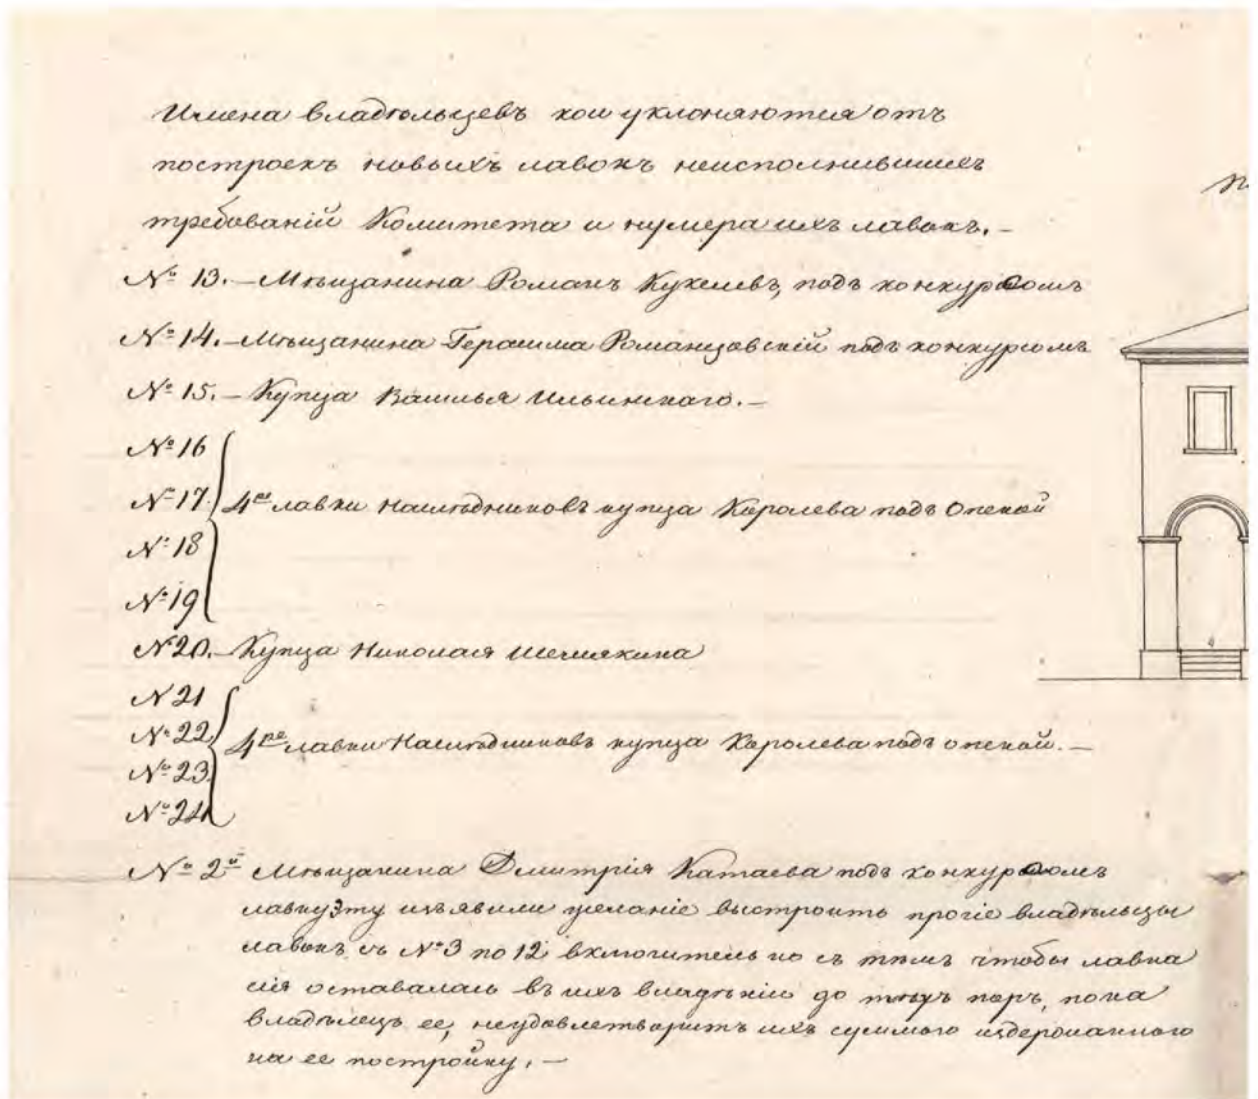 Имена владѣльцевъ кои уклоняются отъ
построекъ новыхъ лавокъ неисполнившихъ
требованій Комитета и нумера ихъ лавокъ. –
№ 13. – Мѣщанина Романъ Кукелевъ, подъ конкурсомъ
№ 14. – Мѣщанина Герасима Романцовскій подъ конкурсомъ
№ 15. – Купца Василья Ильинскаго. –
№ 16
№ 17. 4ре лавки наслѣдниковъ купца Королева подъ Опекой
№ 18
№ 19
№ 20. – Купца Николая Шемякина
№ 21
№ 22 4ре лавки Наслѣдниковъ купца Королева подъ опекой. –
№ 23
№ 24
№ 2й Мѣщанина Дмитрія Катаева подъ конкурсомъ
лавку эту изъявили желаніе выстроить прочіе владѣльцы
лавокъ съ № 3 по 12 включительно съ тѣмъ чтобы лавка
сія оставалась въ ихъ владѣніи до тѣхъ поръ, пока
владѣлецъ ее, неудовлетворитъ ихъ суммою издержанного
на ее постройку. –